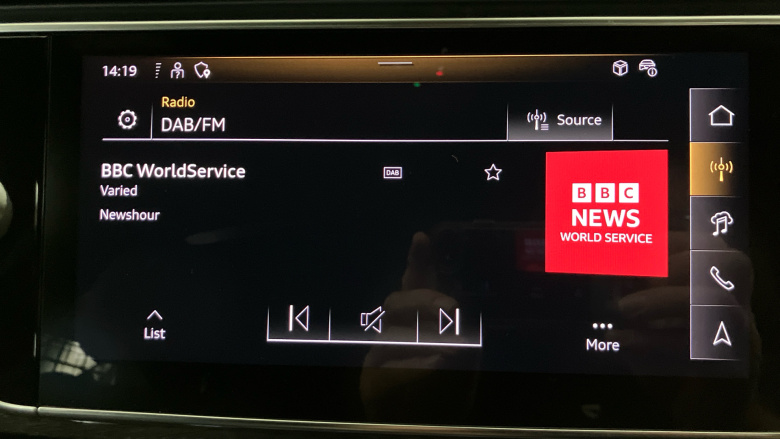 14:19
Radio
DAB/FM
Source
BBC WorldService
DAB
Varied
Newshour
BBC
NEWS
WORLD SERVICE
List
More